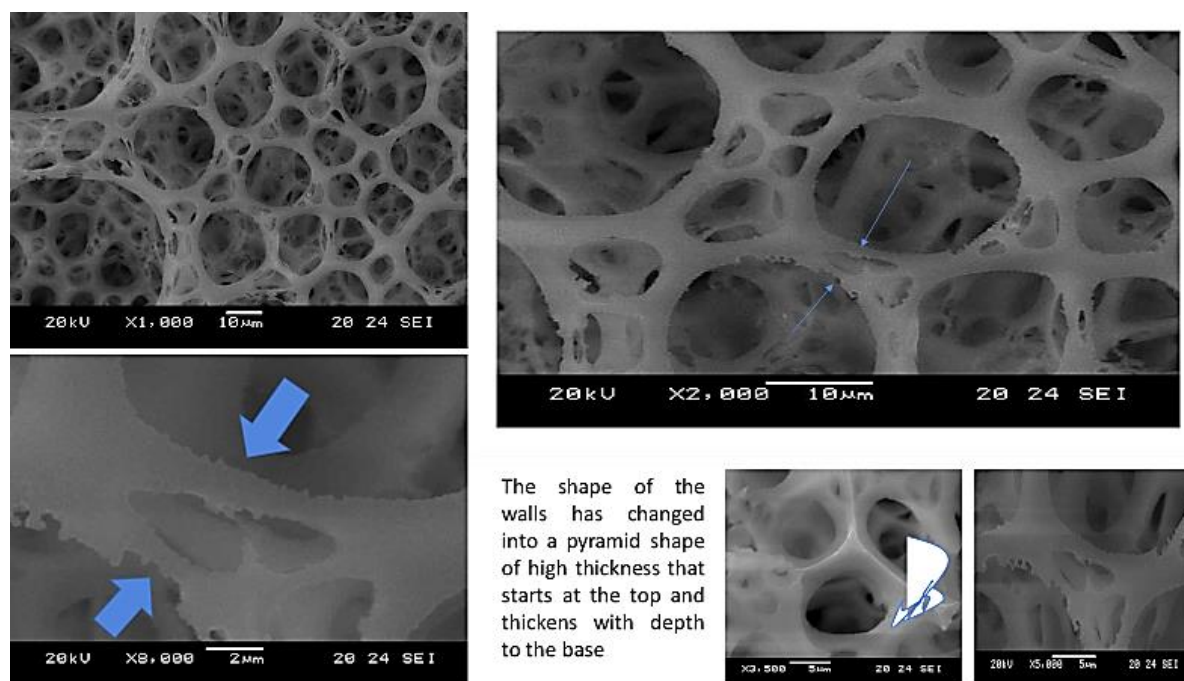 20kV X1,000 10µm 20 24 SEI
20kV X2,000 10µm 20 24 SEI
20kV X8,000 2µm 20 24 SEI
The shape of the
walls has changed
into a pyramid shape
of high thickness that
starts at the top and
thickens with depth
to the base
X3,500 5µm 20 24 SEI
20kV X5,000 5µm 20 24 SEI